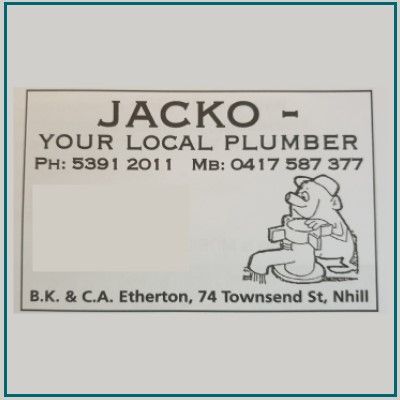 JACKO -
YOUR LOCAL PLUMBER
PH: 5391 2011 MB: 0417 587 377
B.K. & C.A. Etherton, 74 Townsend St, Nhill